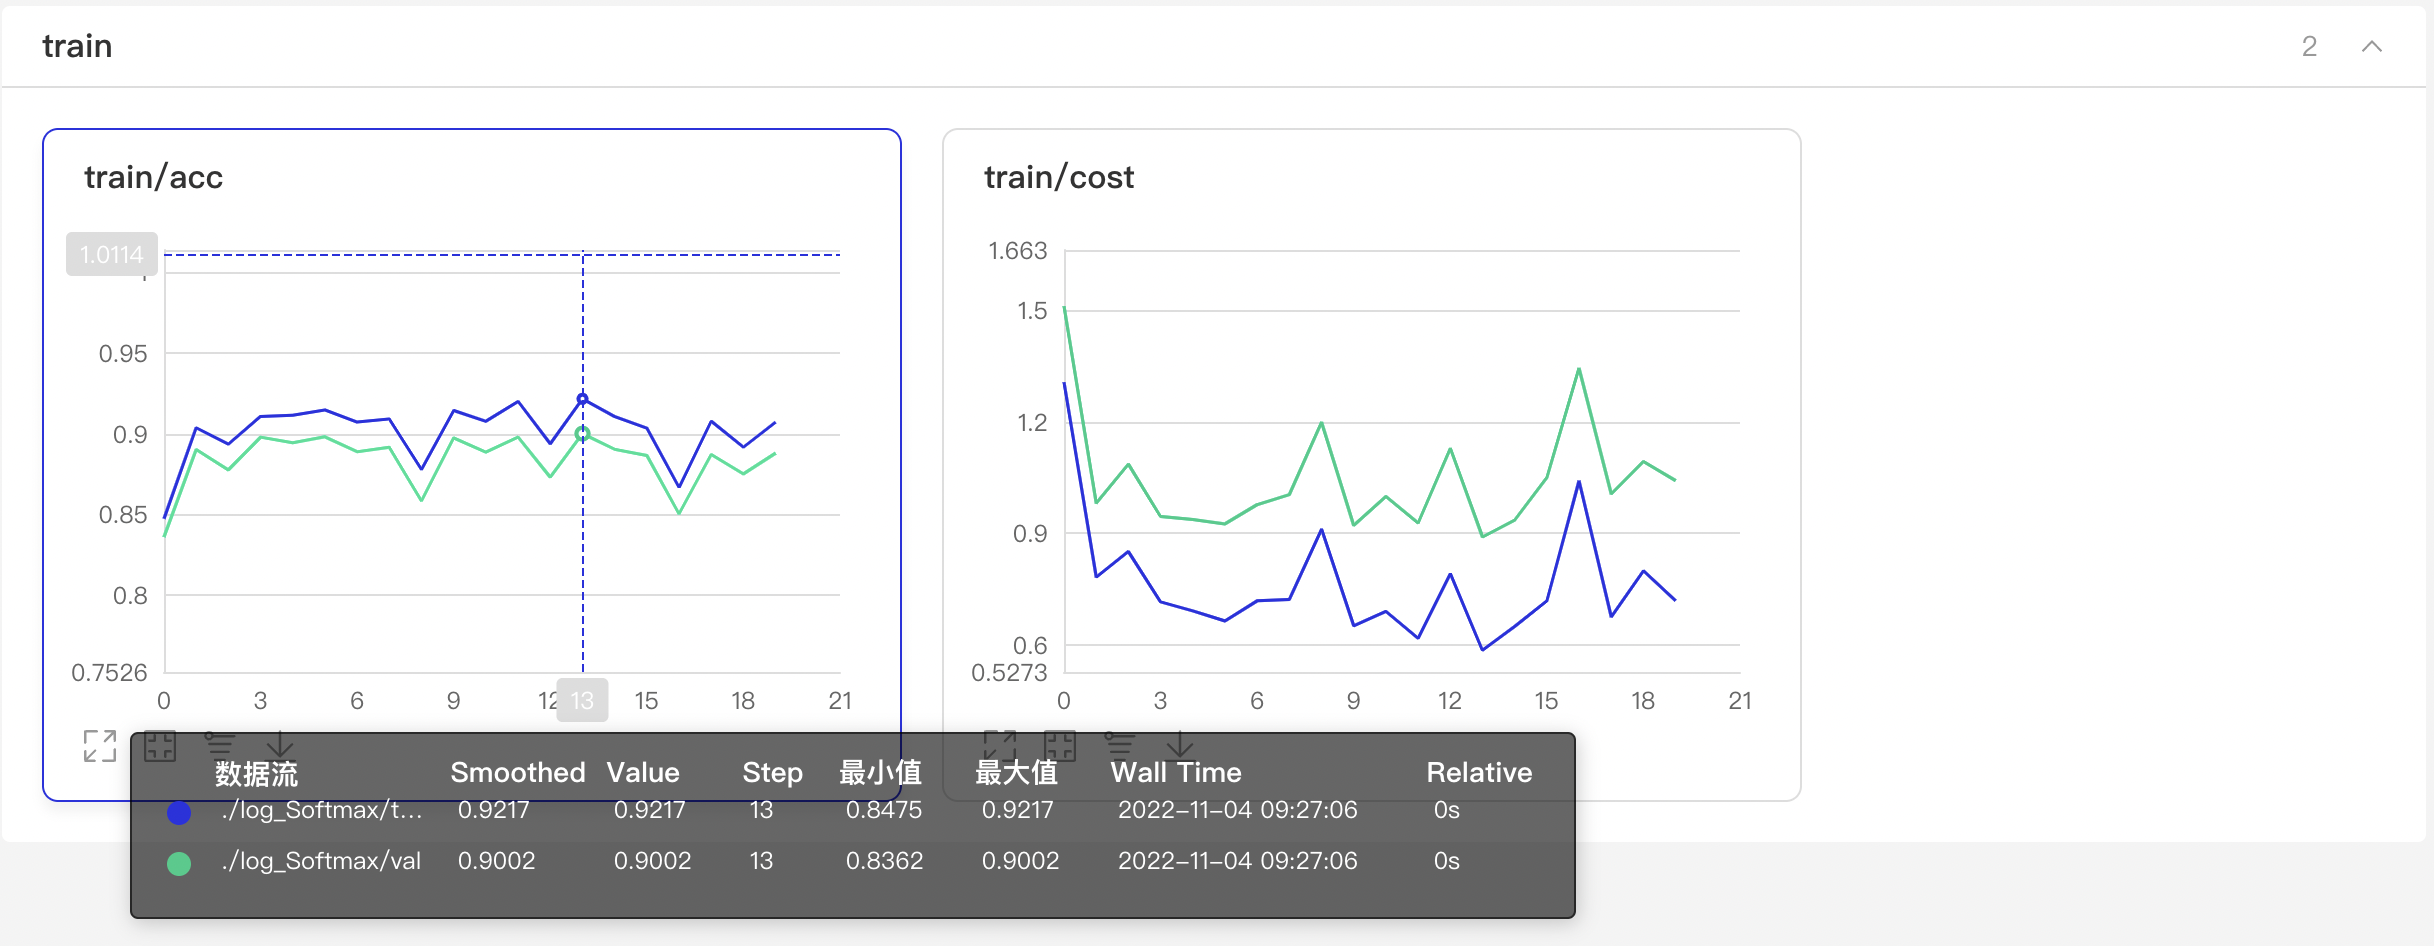 train 2
train/acc
1.0114
0.95
0.9
0.85
0.8
0.7526
0 3 6 9 12 13 15 18 21
train/cost
1.663
1.5
1.2
0.9
0.6
0.5273
0 3 6 9 12 15 18 21
数据流 Smoothed Value Step 最小值 最大值 Wall Time Relative
./log_Softmax/t... 0.9217 0.9217 13 0.8475 0.9217 2022-11-04 09:27:06 0s
./log_Softmax/val 0.9002 0.9002 13 0.8362 0.9002 2022-11-04 09:27:06 0s